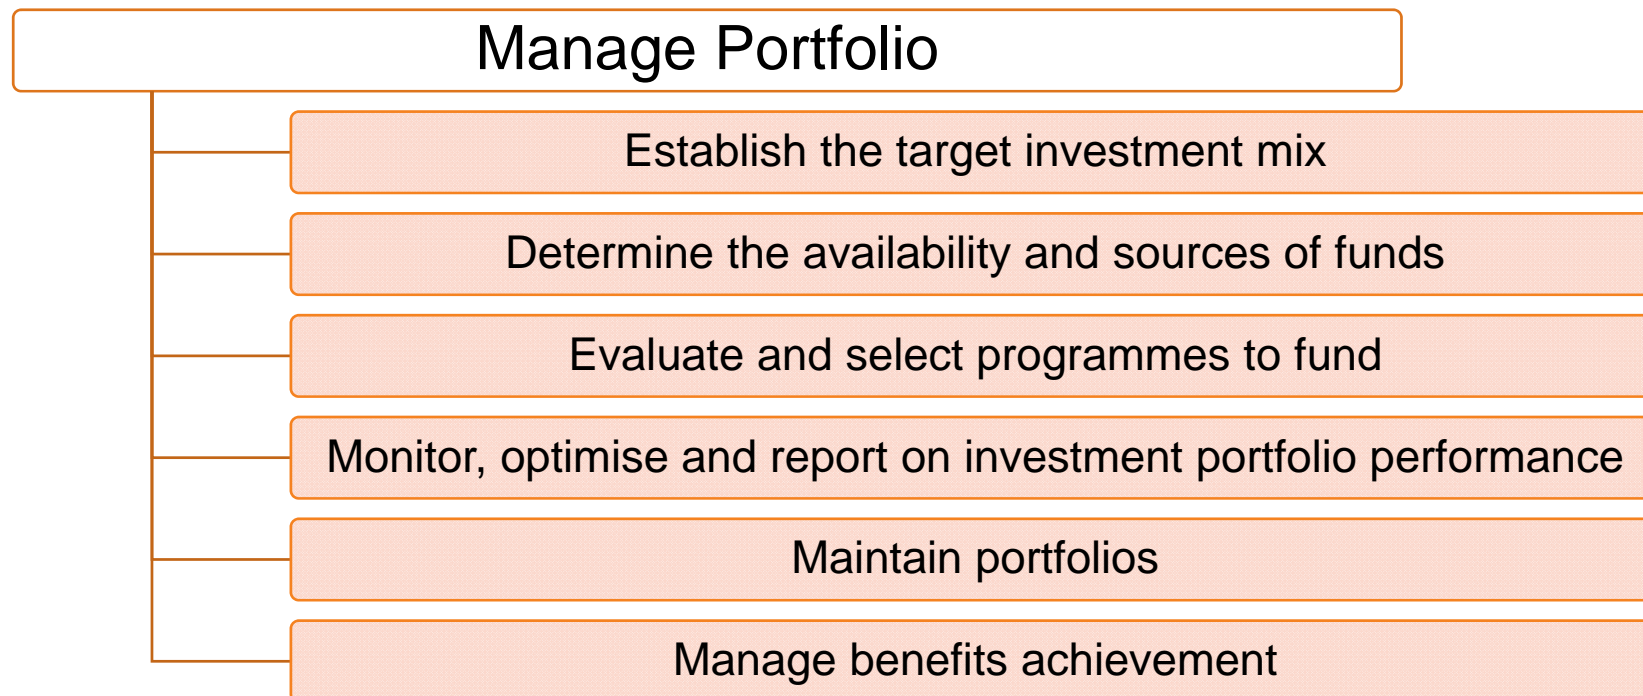 Manage Portfolio
Establish the target investment mix
Determine the availability and sources of funds
Evaluate and select programmes to fund
Monitor, optimise and report on investment portfolio performance
Maintain portfolios
Manage benefits achievement